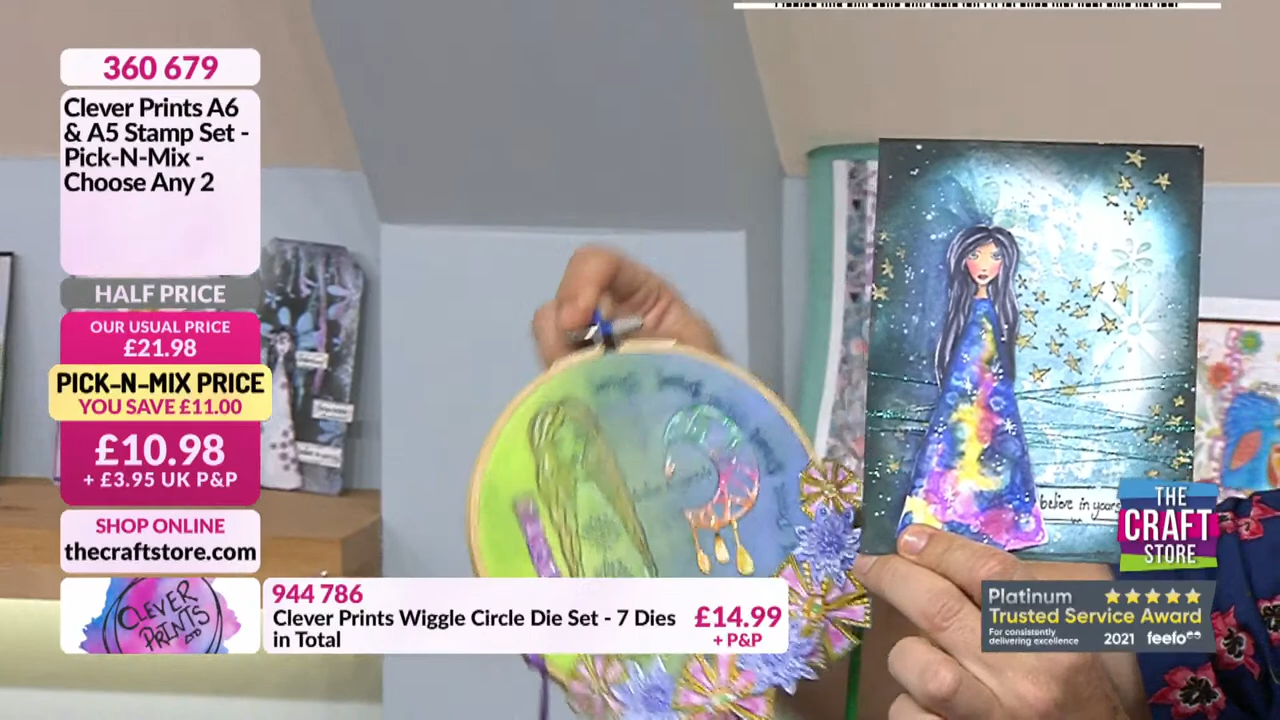 360 679
Clever Prints A6
& A5 Stamp Set -
Pick-N-Mix -
Choose Any 2
HALF PRICE
OUR USUAL PRICE
£21.98
PICK-N-MIX PRICE
YOU SAVE £11.00
£10.98
+ £3.95 UK P&P
SHOP ONLINE
thecraftstore.com
CLEVER
PRINTS
LTD
944 786
Clever Prints Wiggle Circle Die Set - 7 Dies
in Total
£14.99
+ P&P
believe in yours
THE
CRAFT
STORE
Platinum
Trusted Service Award
For consistently
delivering excellence
2021 feefo